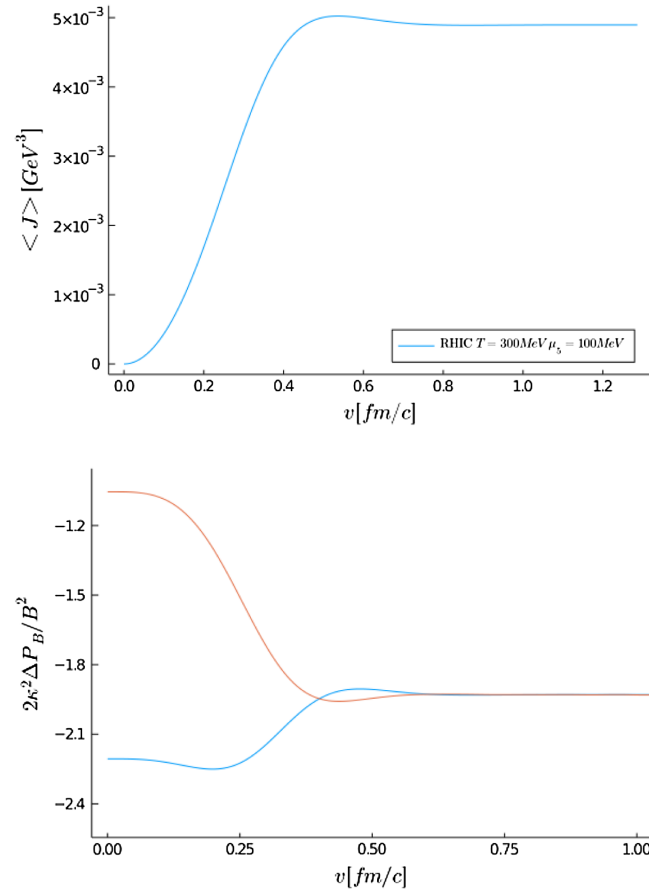 5×10⁻³
4×10⁻³
3×10⁻³
2×10⁻³
1×10⁻³
0
< J > [GeV³]
RHIC T = 300MeV μ₅ = 100MeV
0.0 0.2 0.4 0.6 0.8 1.0 1.2
v[fm/c]
−1.2
−1.5
−1.8
−2.1
−2.4
2κ²ΔP_B/B²
0.00 0.25 0.50 0.75 1.00
v[fm/c]